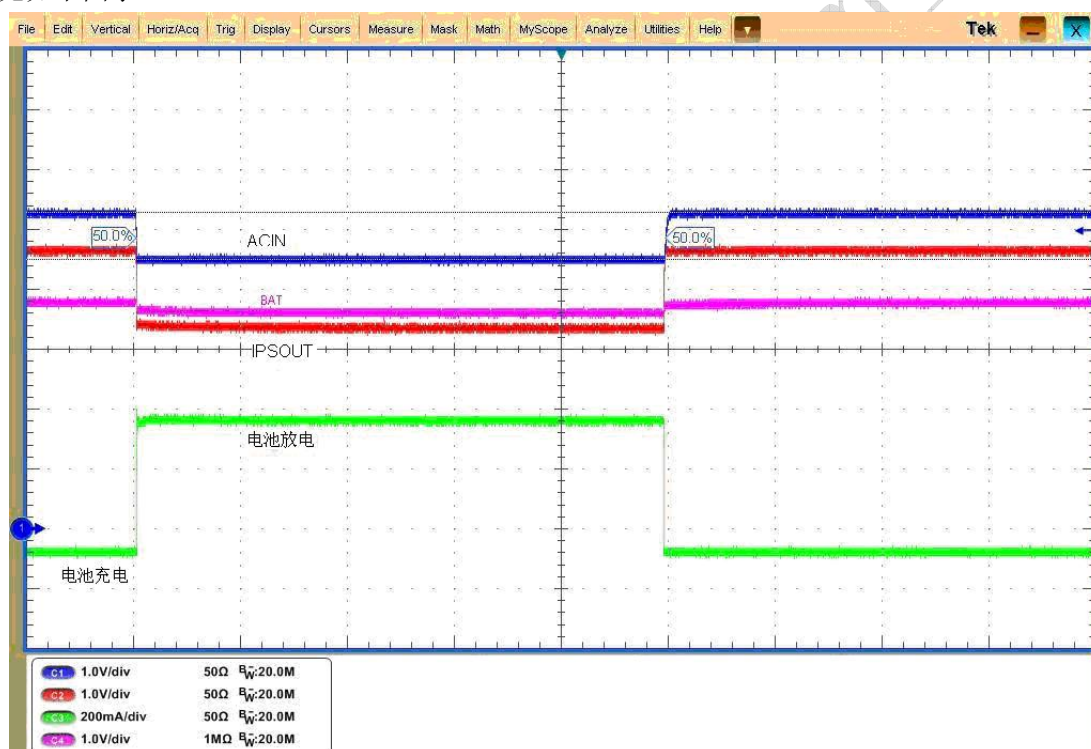 File Edit Vertical Horiz/Acq Trig Display Cursors Measure Mask Math MyScope Analyze Utilities Help Tek X
50.0%
ACIN
50.0%
BAT
IPSOUT
电池放电
1
电池充电
C1 1.0V/div 50Ω BW:20.0M
C2 1.0V/div 50Ω BW:20.0M
C3 200mA/div 50Ω BW:20.0M
C4 1.0V/div 1MΩ BW:20.0M